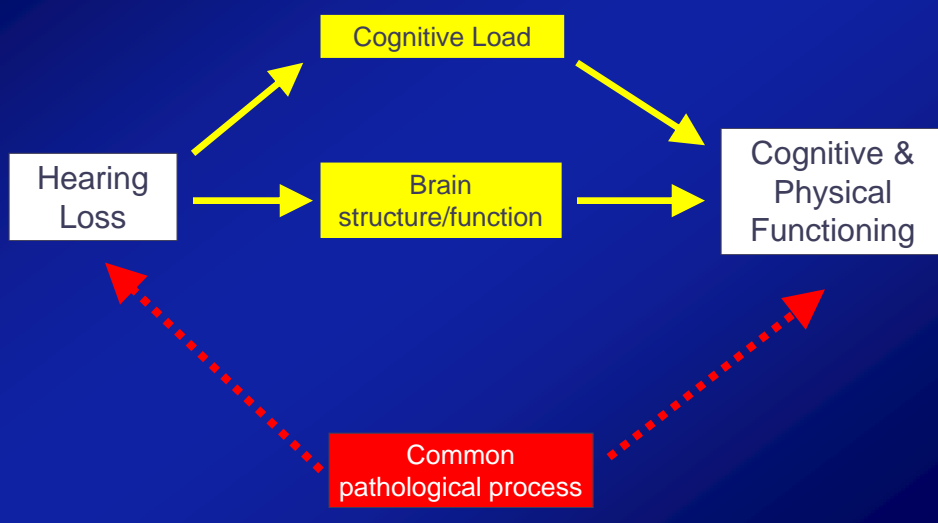 Cognitive Load
Hearing
Loss
Brain
structure/function
Cognitive &
Physical
Functioning
Common
pathological process